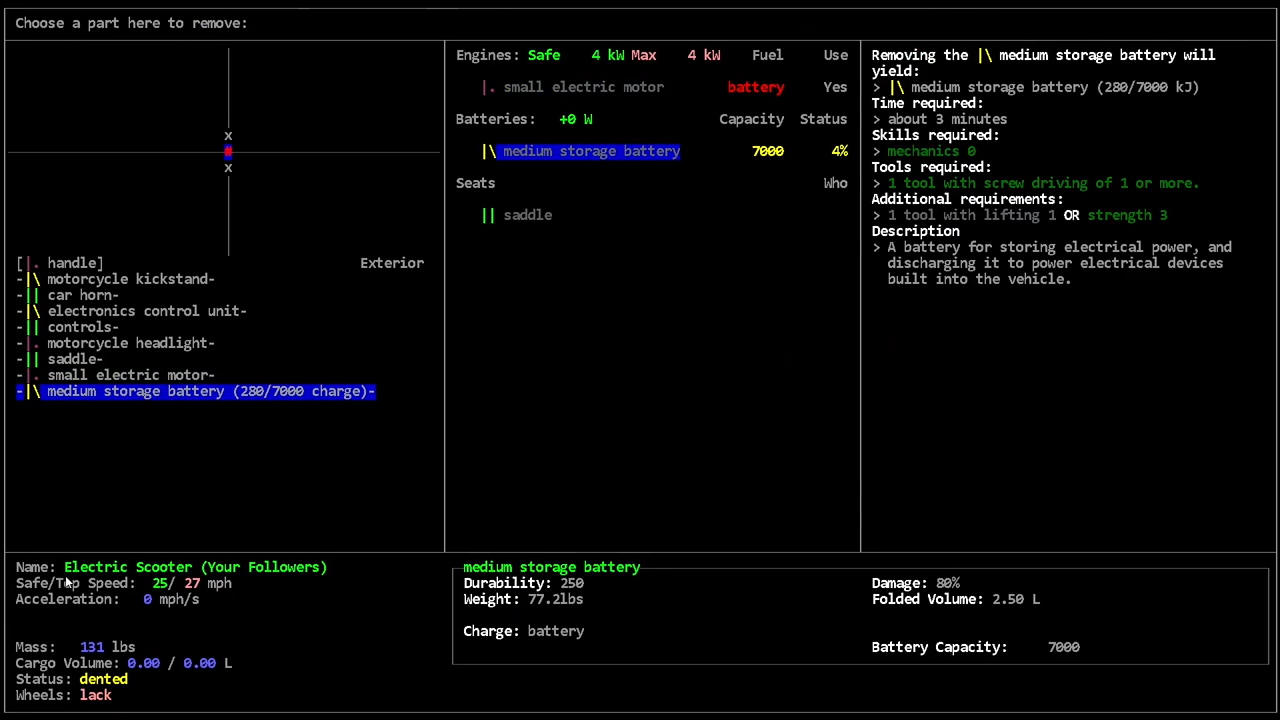 Choose a part here to remove:
x
#
x
[|. handle] Exterior
-|\ motorcycle kickstand-
-|| car horn-
-|\ electronics control unit-
-|| controls-
-|. motorcycle headlight-
-|| saddle-
-|. small electric motor-
-|\ medium storage battery (280/7000 charge)-
Engines: Safe 4 kW Max 4 kW Fuel Use
|. small electric motor battery Yes
Batteries: +0 W Capacity Status
|\ medium storage battery 7000 4%
Seats Who
|| saddle
Removing the |\ medium storage battery will
yield:
> |\ medium storage battery (280/7000 kJ)
Time required:
> about 3 minutes
Skills required:
> mechanics 0
Tools required:
> 1 tool with screw driving of 1 or more.
Additional requirements:
> 1 tool with lifting 1 OR strength 3
Description
> A battery for storing electrical power, and
discharging it to power electrical devices
built into the vehicle.
Name: Electric Scooter (Your Followers)
Safe/Top Speed: 25/ 27 mph
Acceleration: 0 mph/s
Mass: 131 lbs
Cargo Volume: 0.00 / 0.00 L
Status: dented
Wheels: lack
medium storage battery
Durability: 250 Damage: 80%
Weight: 77.2lbs Folded Volume: 2.50 L
Charge: battery
Battery Capacity: 7000